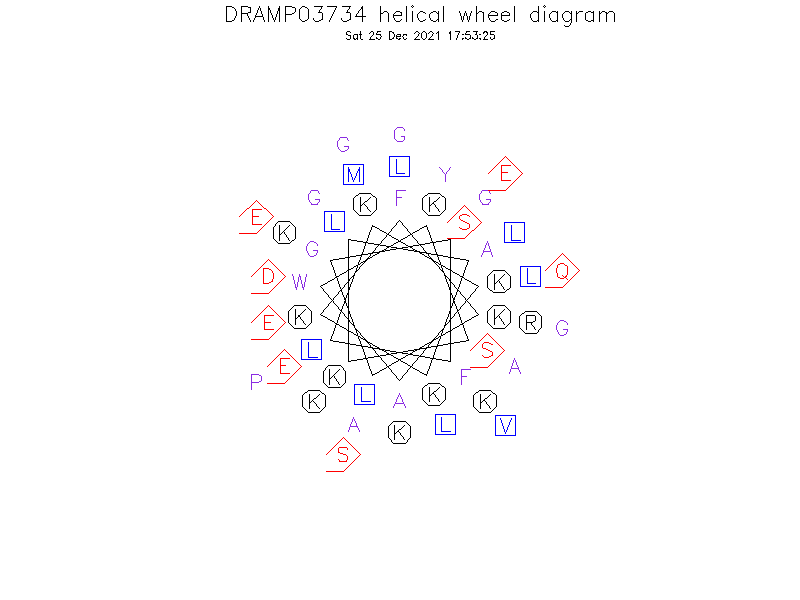 DRAMP03734 helical wheel diagram
Sat 25 Dec 2021 17:53:25
G
G
M L Y E
G K F K G
E K L S L
G A
D W K L Q
E K K R G
L S
P E K F A
K L A K K
A K L V
S